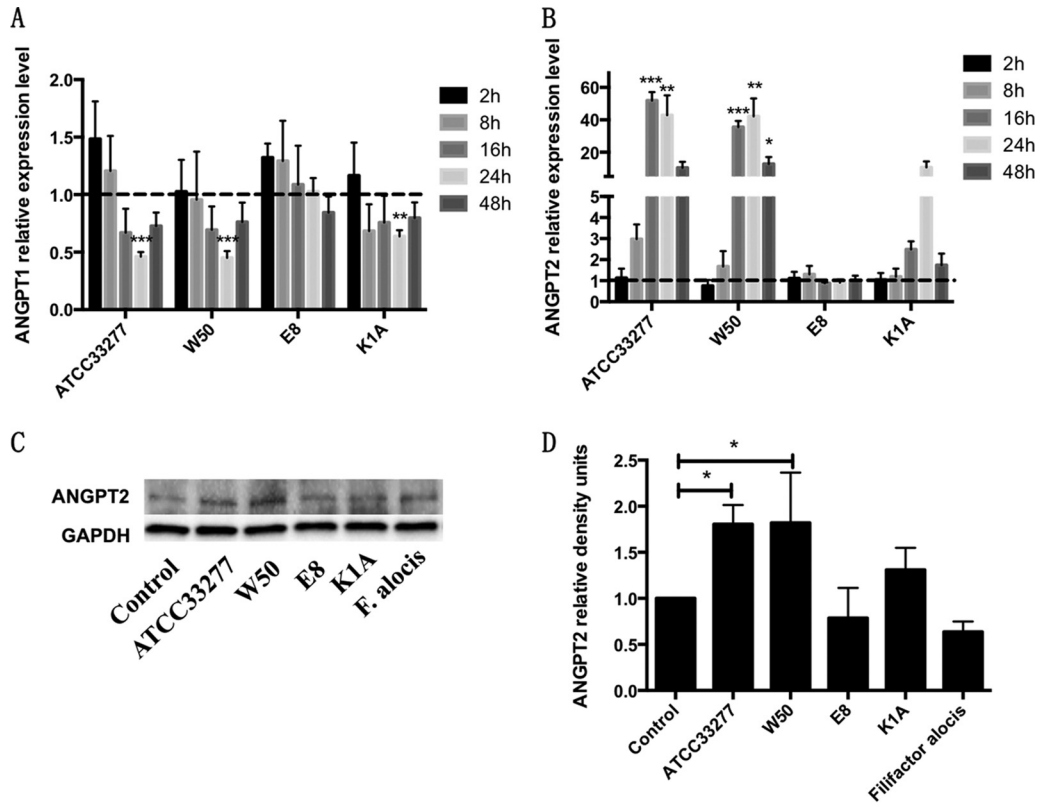 A
ANGPT1 relative expression level
2.0
1.5
1.0
0.5
0.0
***
***
**
ATCC33277
W50
E8
K1A
2h
8h
16h
24h
48h
B
ANGPT2 relative expression level
60
40
20
5
4
3
2
1
0
***
**
***
**
*
ATCC33277
W50
E8
K1A
2h
8h
16h
24h
48h
C
ANGPT2
GAPDH
Control
ATCC33277
W50
E8
K1A
F. alocis
D
ANGPT2 relative density units
2.5
2.0
1.5
1.0
0.5
0.0
*
*
Control
ATCC33277
W50
E8
K1A
Filifactor alocis